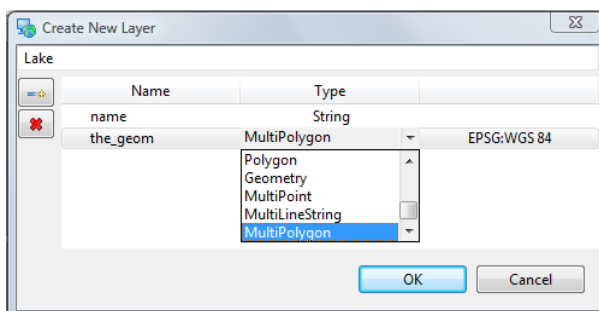 Create New Layer
Lake
Name Type
name String
the_geom MultiPolygon EPSG:WGS 84
Polygon
Geometry
MultiPoint
MultiLineString
MultiPolygon
OK Cancel